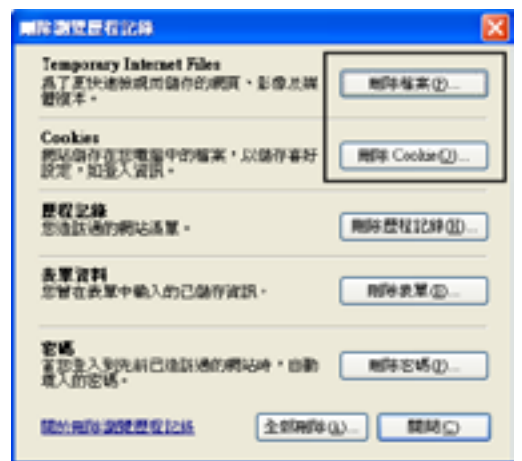 刪除瀏覽歷程記錄
Temporary Internet Files
為了更快速檢視而儲存的網頁、影像及媒
體複本。
刪除檔案(F)...
Cookies
網站儲存在您電腦中的檔案，以儲存喜好
設定，如登入資訊。
刪除 Cookie(O)...
歷程記錄
您造訪過的網站清單。
刪除歷程記錄(H)...
表單資料
您曾在表單中輸入的已儲存資訊。
刪除表單(D)...
密碼
當您登入到先前已造訪過的網站時，自動
填入的密碼。
刪除密碼(P)...
關於刪除瀏覽歷程記錄
全部刪除(A)...
關閉(C)